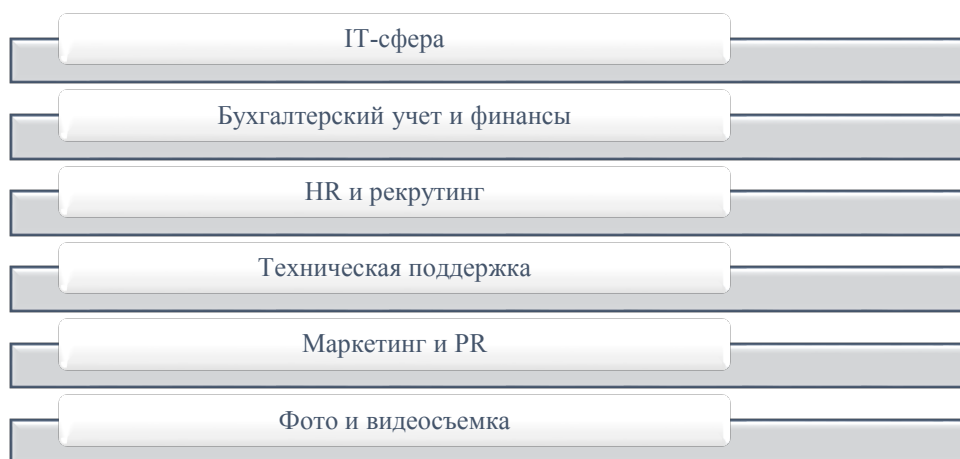 IT-сфера
Бухгалтерский учет и финансы
HR и рекрутинг
Техническая поддержка
Маркетинг и PR
Фото и видеосъемка